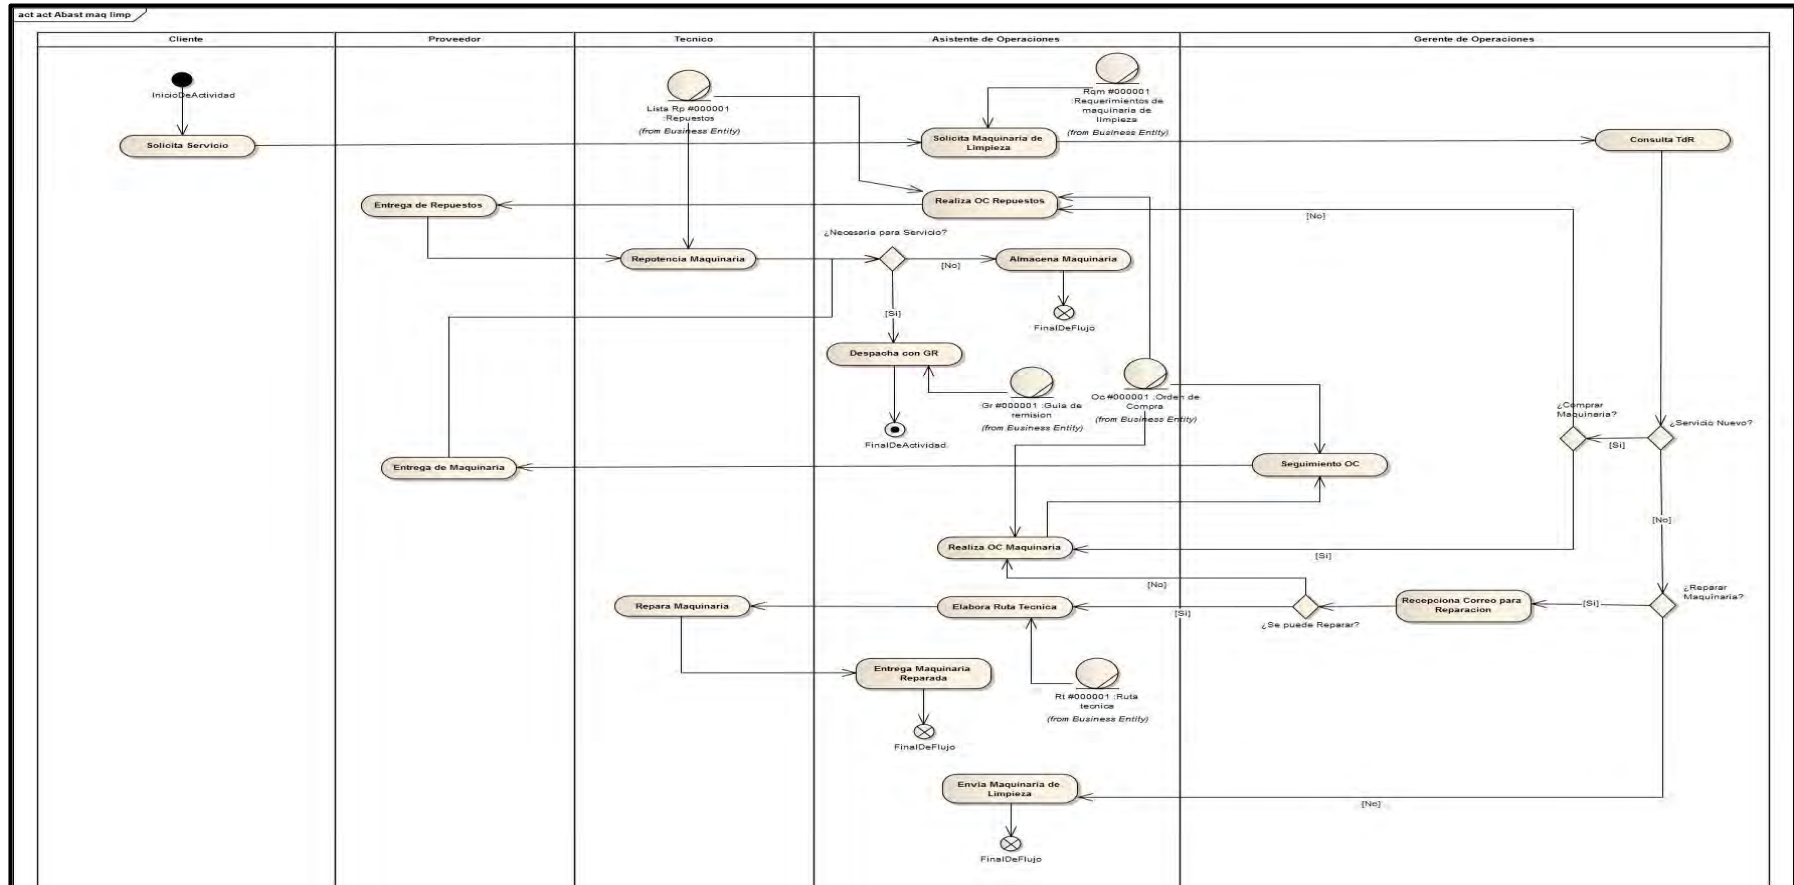 act act Abast maq limp
Cliente
Proveedor
Tecnico
Asistente de Operaciones
Gerente de Operaciones
InicioDeActividad
Solicita Servicio
Lista Rp #000001
:Repuestos
(from Business Entity)
Rqm #000001
:Requerimientos de
maquinaria de
limpieza
(from Business Entity)
Solicita Maquinaria de
Limpieza
Consulta TdR
Entrega de Repuestos
Realiza OC Repuestos
[No]
¿Necesaria para Servicio?
Repotencia Maquinaria
[No]
Almacena Maquinaria
[Si]
FinalDeFlujo
Despacha con GR
Gr #000001 :Guia de
remision
(from Business Entity)
Oc #000001 :Orden de
Compra
(from Business Entity)
FinalDeActividad
¿Comprar
Maquinaria?
¿Servicio Nuevo?
[Si]
Entrega de Maquinaria
Seguimiento OC
[No]
Realiza OC Maquinaria
[Si]
[No]
Repara Maquinaria
Elabora Ruta Tecnica
[Si]
¿Se puede Reparar?
Recepciona Correo para
Reparacion
[Si]
¿Reparar
Maquinaria?
Entrega Maquinaria
Reparada
Rt #000001 :Ruta
tecnica
(from Business Entity)
FinalDeFlujo
Envia Maquinaria de
Limpieza
[No]
FinalDeFlujo